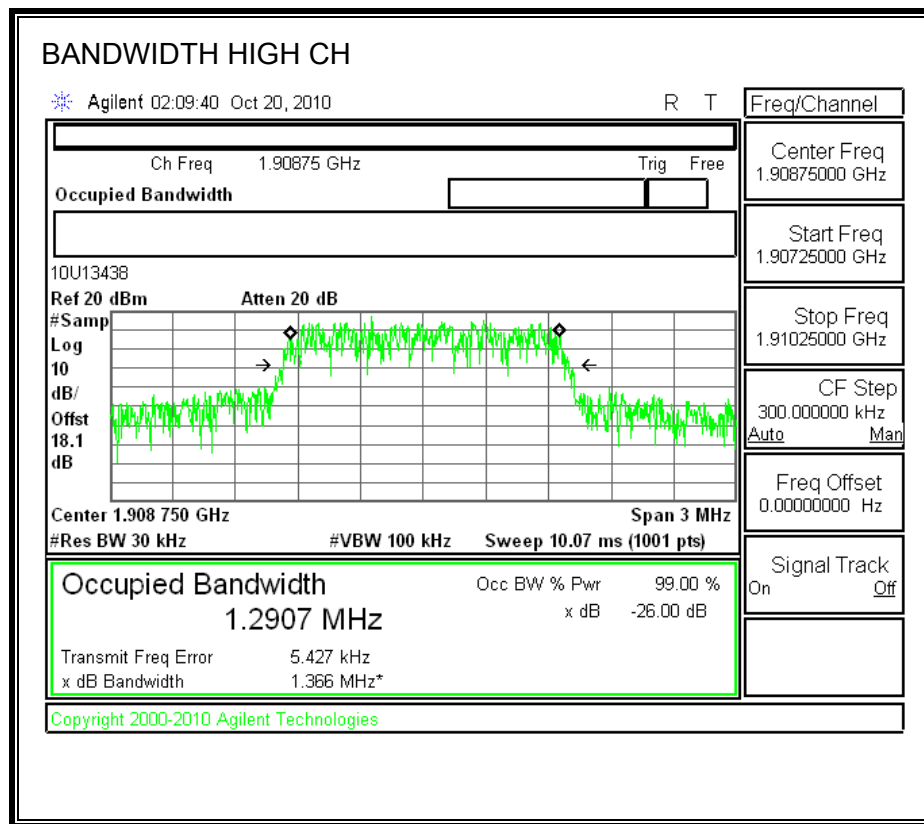 BANDWIDTH HIGH CH
Agilent 02:09:40 Oct 20, 2010 R T
Freq/Channel
Ch Freq 1.90875 GHz Trig Free
Occupied Bandwidth
Center Freq
1.90875000 GHz
Start Freq
1.90725000 GHz
Stop Freq
1.91025000 GHz
CF Step
300.000000 kHz
Auto Man
Freq Offset
0.00000000 Hz
Signal Track
On Off
10U13438
Ref 20 dBm Atten 20 dB
#Samp
Log
10
dB/
Offst
18.1
dB
Center 1.908 750 GHz Span 3 MHz
#Res BW 30 kHz #VBW 100 kHz Sweep 10.07 ms (1001 pts)
Occupied Bandwidth Occ BW % Pwr 99.00 %
1.2907 MHz x dB -26.00 dB
Transmit Freq Error 5.427 kHz
x dB Bandwidth 1.366 MHz*
Copyright 2000-2010 Agilent Technologies